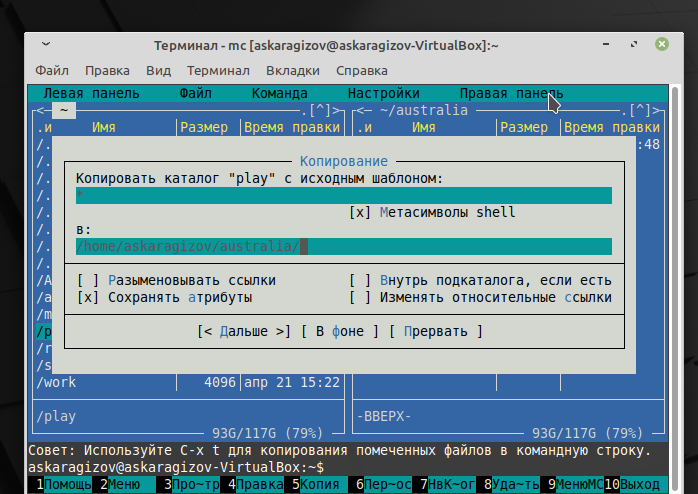 Терминал - mc [askaragizov@askaragizov-VirtualBox]:~
Файл Правка Вид Терминал Вкладки Справка
Левая панель Файл Команда Настройки Правая панель
<─ ~ .[^]> <─ ~/australia .[^]>
.и Имя Размер Время правки .и Имя Размер Время правки
/. :48
/.
Копирование
/.
Копировать каталог "play" с исходным шаблоном:
/.
*
/.
[x] Метасимволы shell
/.
в:
/.
/home/askaragizov/australia/
/.
/A
[ ] Разыменовывать ссылки [ ] Внутрь подкаталога, если есть
/a
[x] Сохранять атрибуты [ ] Изменять относительные ссылки
/m
/p
[< Дальше >] [ В фоне ] [ Прервать ]
/r
/s
/work 4096 апр 21 15:22
/play -ВВЕРХ-
93G/117G (79%) 93G/117G (79%)
Совет: Используйте C-x t для копирования помеченных файлов в командную строку.
askaragizov@askaragizov-VirtualBox:~$
1Помощь 2Меню 3Про~тр 4Правка 5Копия 6Пер~ос 7НвК~ог 8Уда~ть 9МенюMC 10Выход